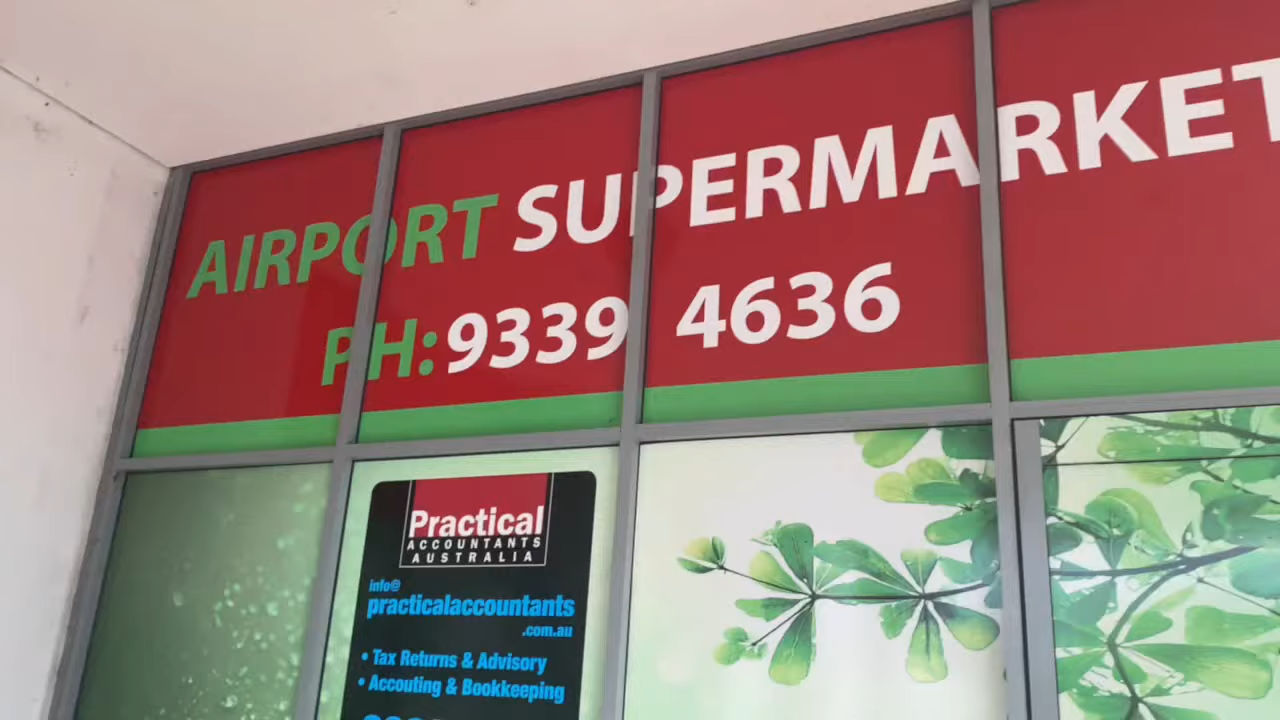 AIRPORT SUPERMARKET
PH: 9339 4636
Practical
ACCOUNTANTS
AUSTRALIA
info@
practicalaccountants
.com.au
• Tax Returns & Advisory
• Accouting & Bookkeeping